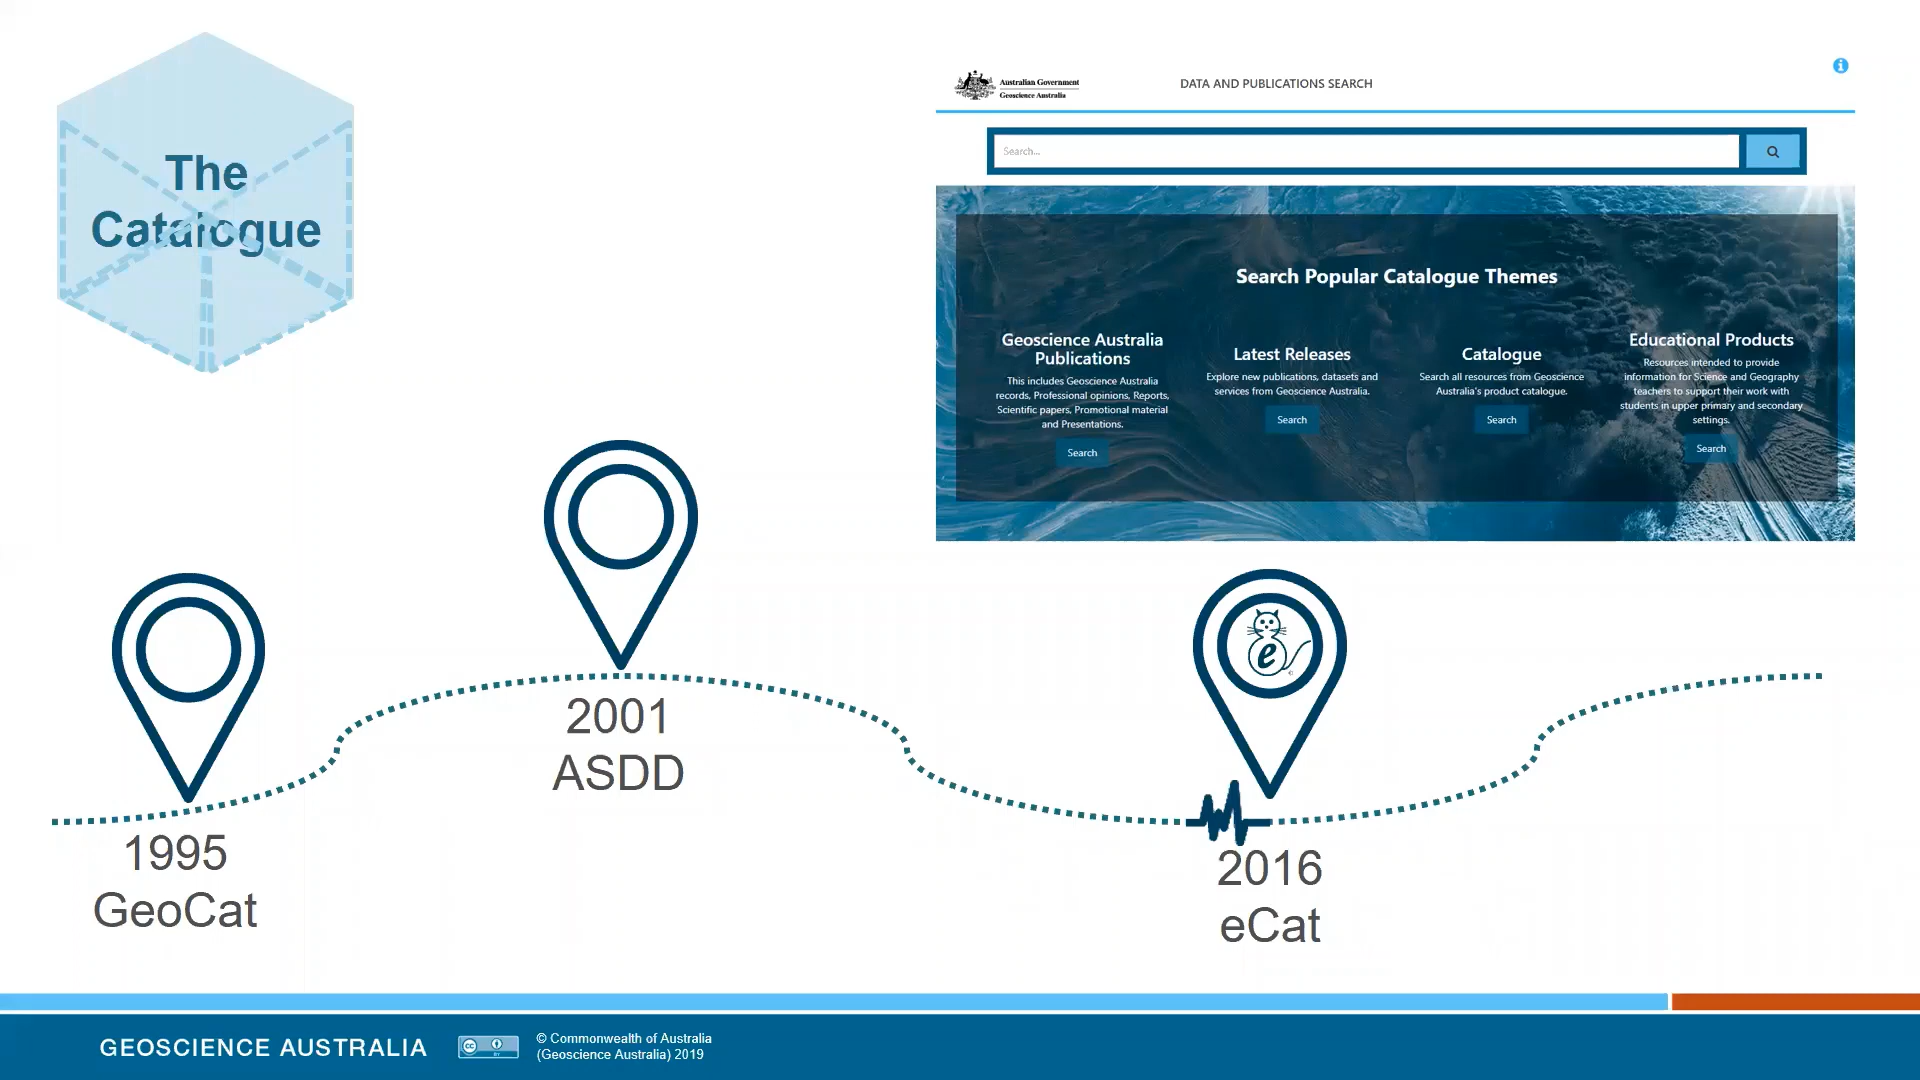 The
Catalogue
Australian Government
Geoscience Australia
DATA AND PUBLICATIONS SEARCH
Search...
Search Popular Catalogue Themes
Geoscience Australia
Publications
This includes Geoscience Australia
records, Professional opinions, Reports,
Scientific papers, Promotional material
and Presentations.
Search
Latest Releases
Explore new publications, datasets and
services from Geoscience Australia.
Search
Catalogue
Search all resources from Geoscience
Australia's product catalogue.
Search
Educational Products
Resources intended to provide
information for Science and Geography
teachers to support their work with
students in upper primary and secondary
settings.
Search
1995
GeoCat
2001
ASDD
e
2016
eCat
GEOSCIENCE AUSTRALIA
CC
BY
© Commonwealth of Australia
(Geoscience Australia) 2019